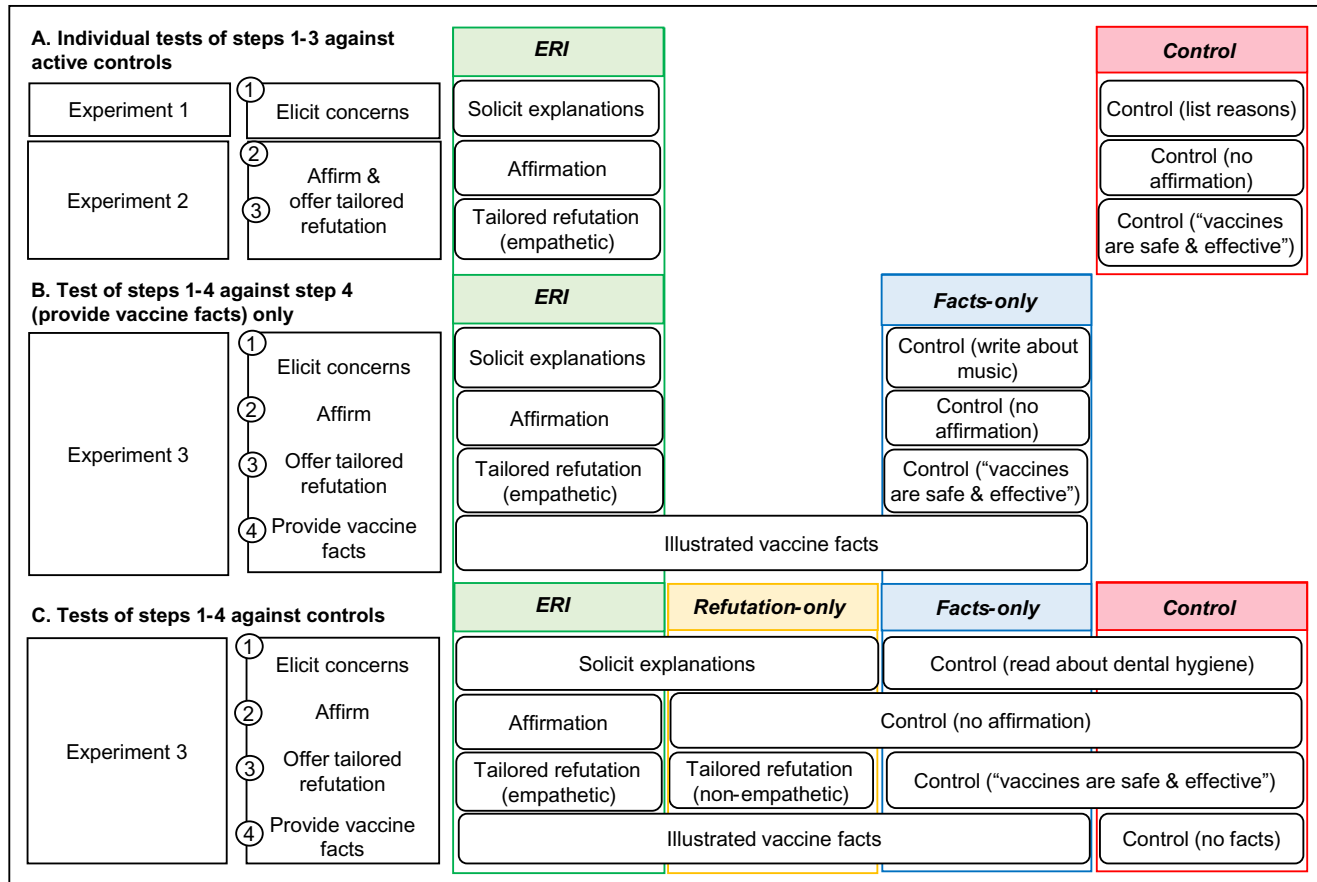 A. Individual tests of steps 1-3 against
active controls
ERI
Control
Experiment 1
1
Elicit concerns
Solicit explanations
Control (list reasons)
Experiment 2
2
3
Affirm &
offer tailored
refutation
Affirmation
Control (no
affirmation)
Tailored refutation
(empathetic)
Control (“vaccines
are safe & effective”)
B. Test of steps 1-4 against step 4
(provide vaccine facts) only
ERI
Facts-only
Experiment 3
1
Elicit concerns
Solicit explanations
Control (write about
music)
2
Affirm
Affirmation
Control (no
affirmation)
3
Offer tailored
refutation
Tailored refutation
(empathetic)
Control (“vaccines
are safe & effective”)
4
Provide vaccine
facts
Illustrated vaccine facts
C. Tests of steps 1-4 against controls
ERI
Refutation-only
Facts-only
Control
Experiment 3
1
Elicit concerns
Solicit explanations
Control (read about dental hygiene)
2
Affirm
Affirmation
Control (no affirmation)
3
Offer tailored
refutation
Tailored refutation
(empathetic)
Tailored refutation
(non-empathetic)
Control (“vaccines are safe & effective”)
4
Provide vaccine
facts
Illustrated vaccine facts
Control (no facts)